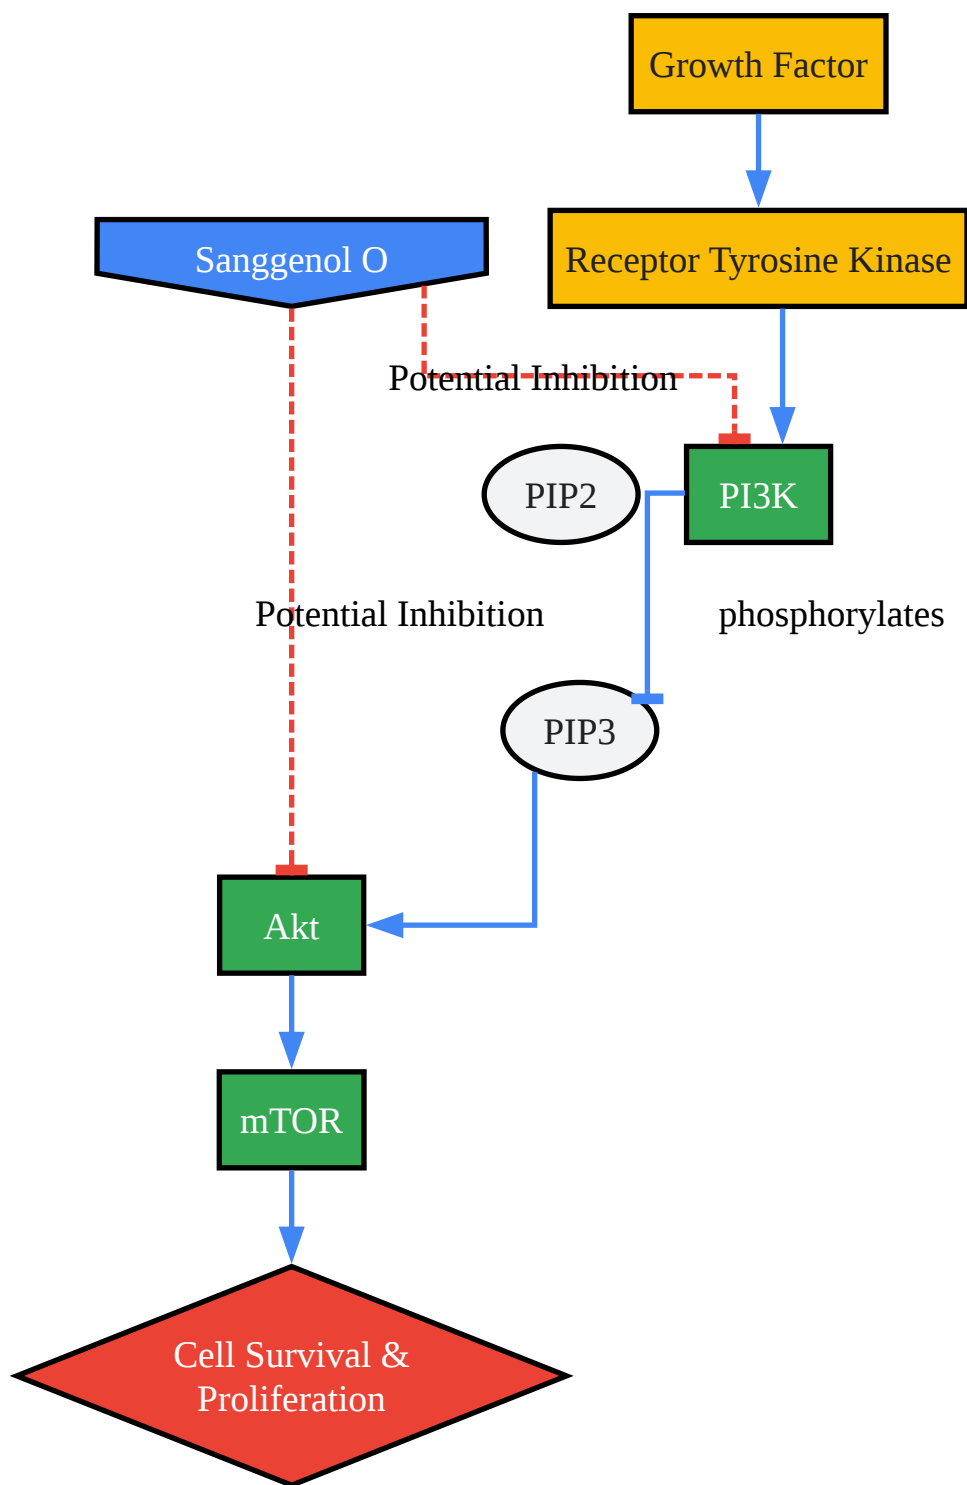 Growth Factor
Sanggenol O
Receptor Tyrosine Kinase
Potential Inhibition
PIP2
PI3K
Potential Inhibition
phosphorylates
PIP3
Akt
mTOR
Cell Survival &
Proliferation